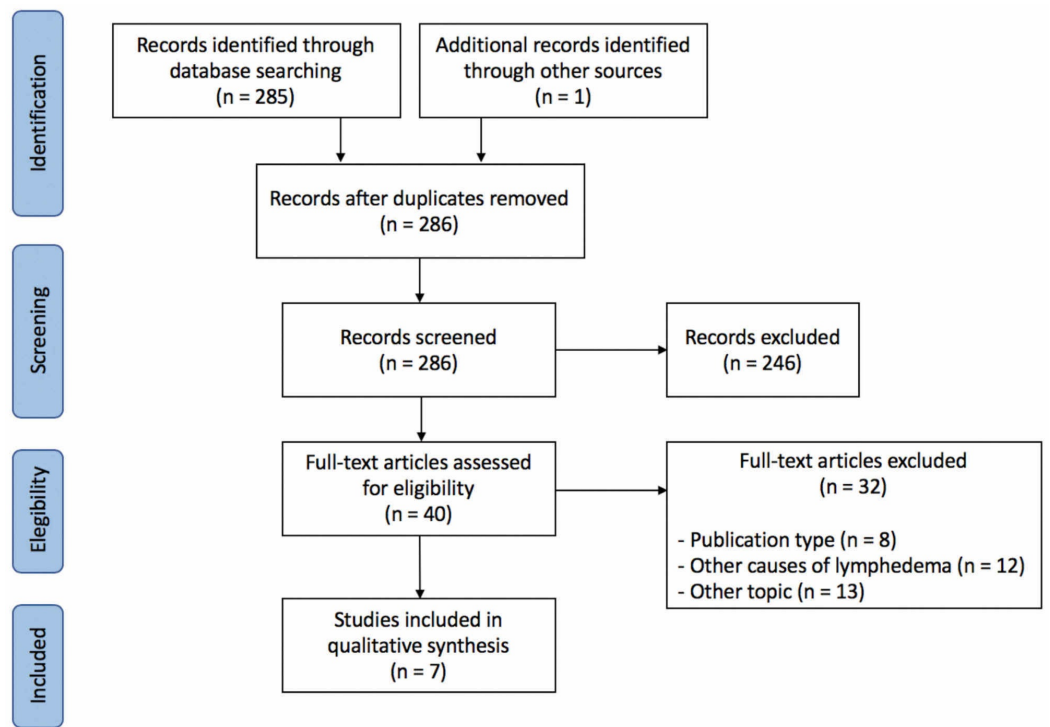 Identification
Records identified through
database searching
(n = 285)
Additional records identified
through other sources
(n = 1)
Records after duplicates removed
(n = 286)
Screening
Records screened
(n = 286)
Records excluded
(n = 246)
Elegibility
Full-text articles assessed
for eligibility
(n = 40)
Full-text articles excluded
(n = 32)
- Publication type (n = 8)
- Other causes of lymphedema (n = 12)
- Other topic (n = 13)
Included
Studies included in
qualitative synthesis
(n = 7)